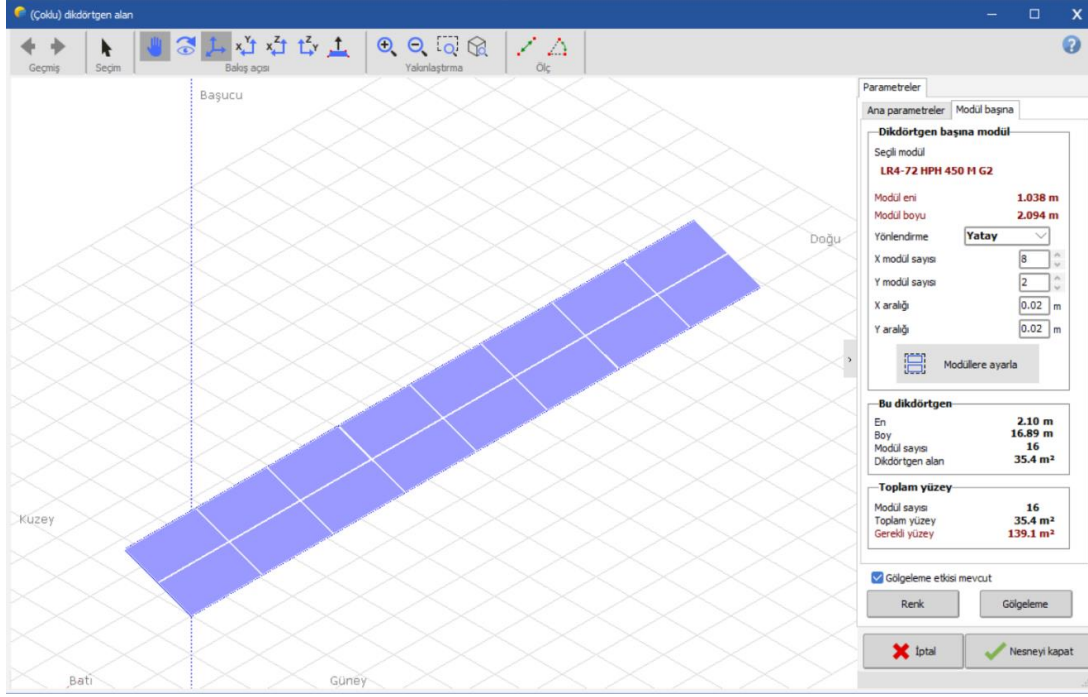 (Çoklu) dikdörtgen alan
Geçmiş
Seçim
Bakış açısı
Yakınlaştırma
Ölç
Başucu
Doğu
Kuzey
Batı
Güney
Parametreler
Ana parametreler Modül başına
Dikdörtgen başına modül
Seçili modül
LR4-72 HPH 450 M G2
Modül eni 1.038 m
Modül boyu 2.094 m
Yönlendirme Yatay
X modül sayısı 8
Y modül sayısı 2
X aralığı 0.02 m
Y aralığı 0.02 m
Modüllere ayarla
Bu dikdörtgen
En 2.10 m
Boy 16.89 m
Modül sayısı 16
Dikdörtgen alan 35.4 m²
Toplam yüzey
Modül sayısı 16
Toplam yüzey 35.4 m²
Gerekli yüzey 139.1 m²
Gölgeleme etkisi mevcut
Renk Gölgeleme
İptal Nesneyi kapat